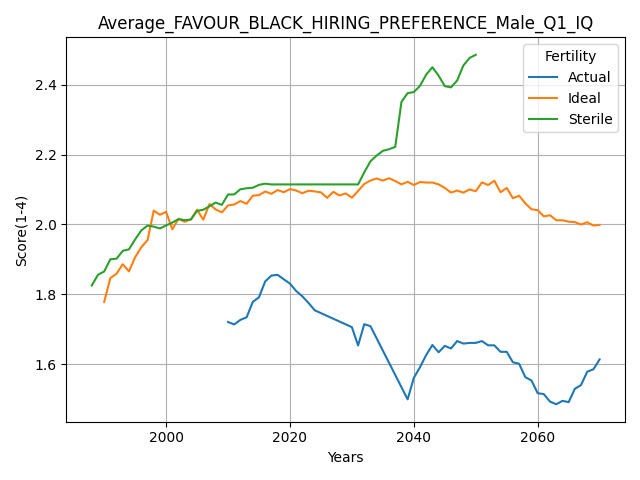 Average_FAVOUR_BLACK_HIRING_PREFERENCE_Male_Q1_IQ
Fertility
Actual
Ideal
Sterile
Score(1-4)
2.4
2.2
2.0
1.8
1.6
2000
2020
2040
2060
Years